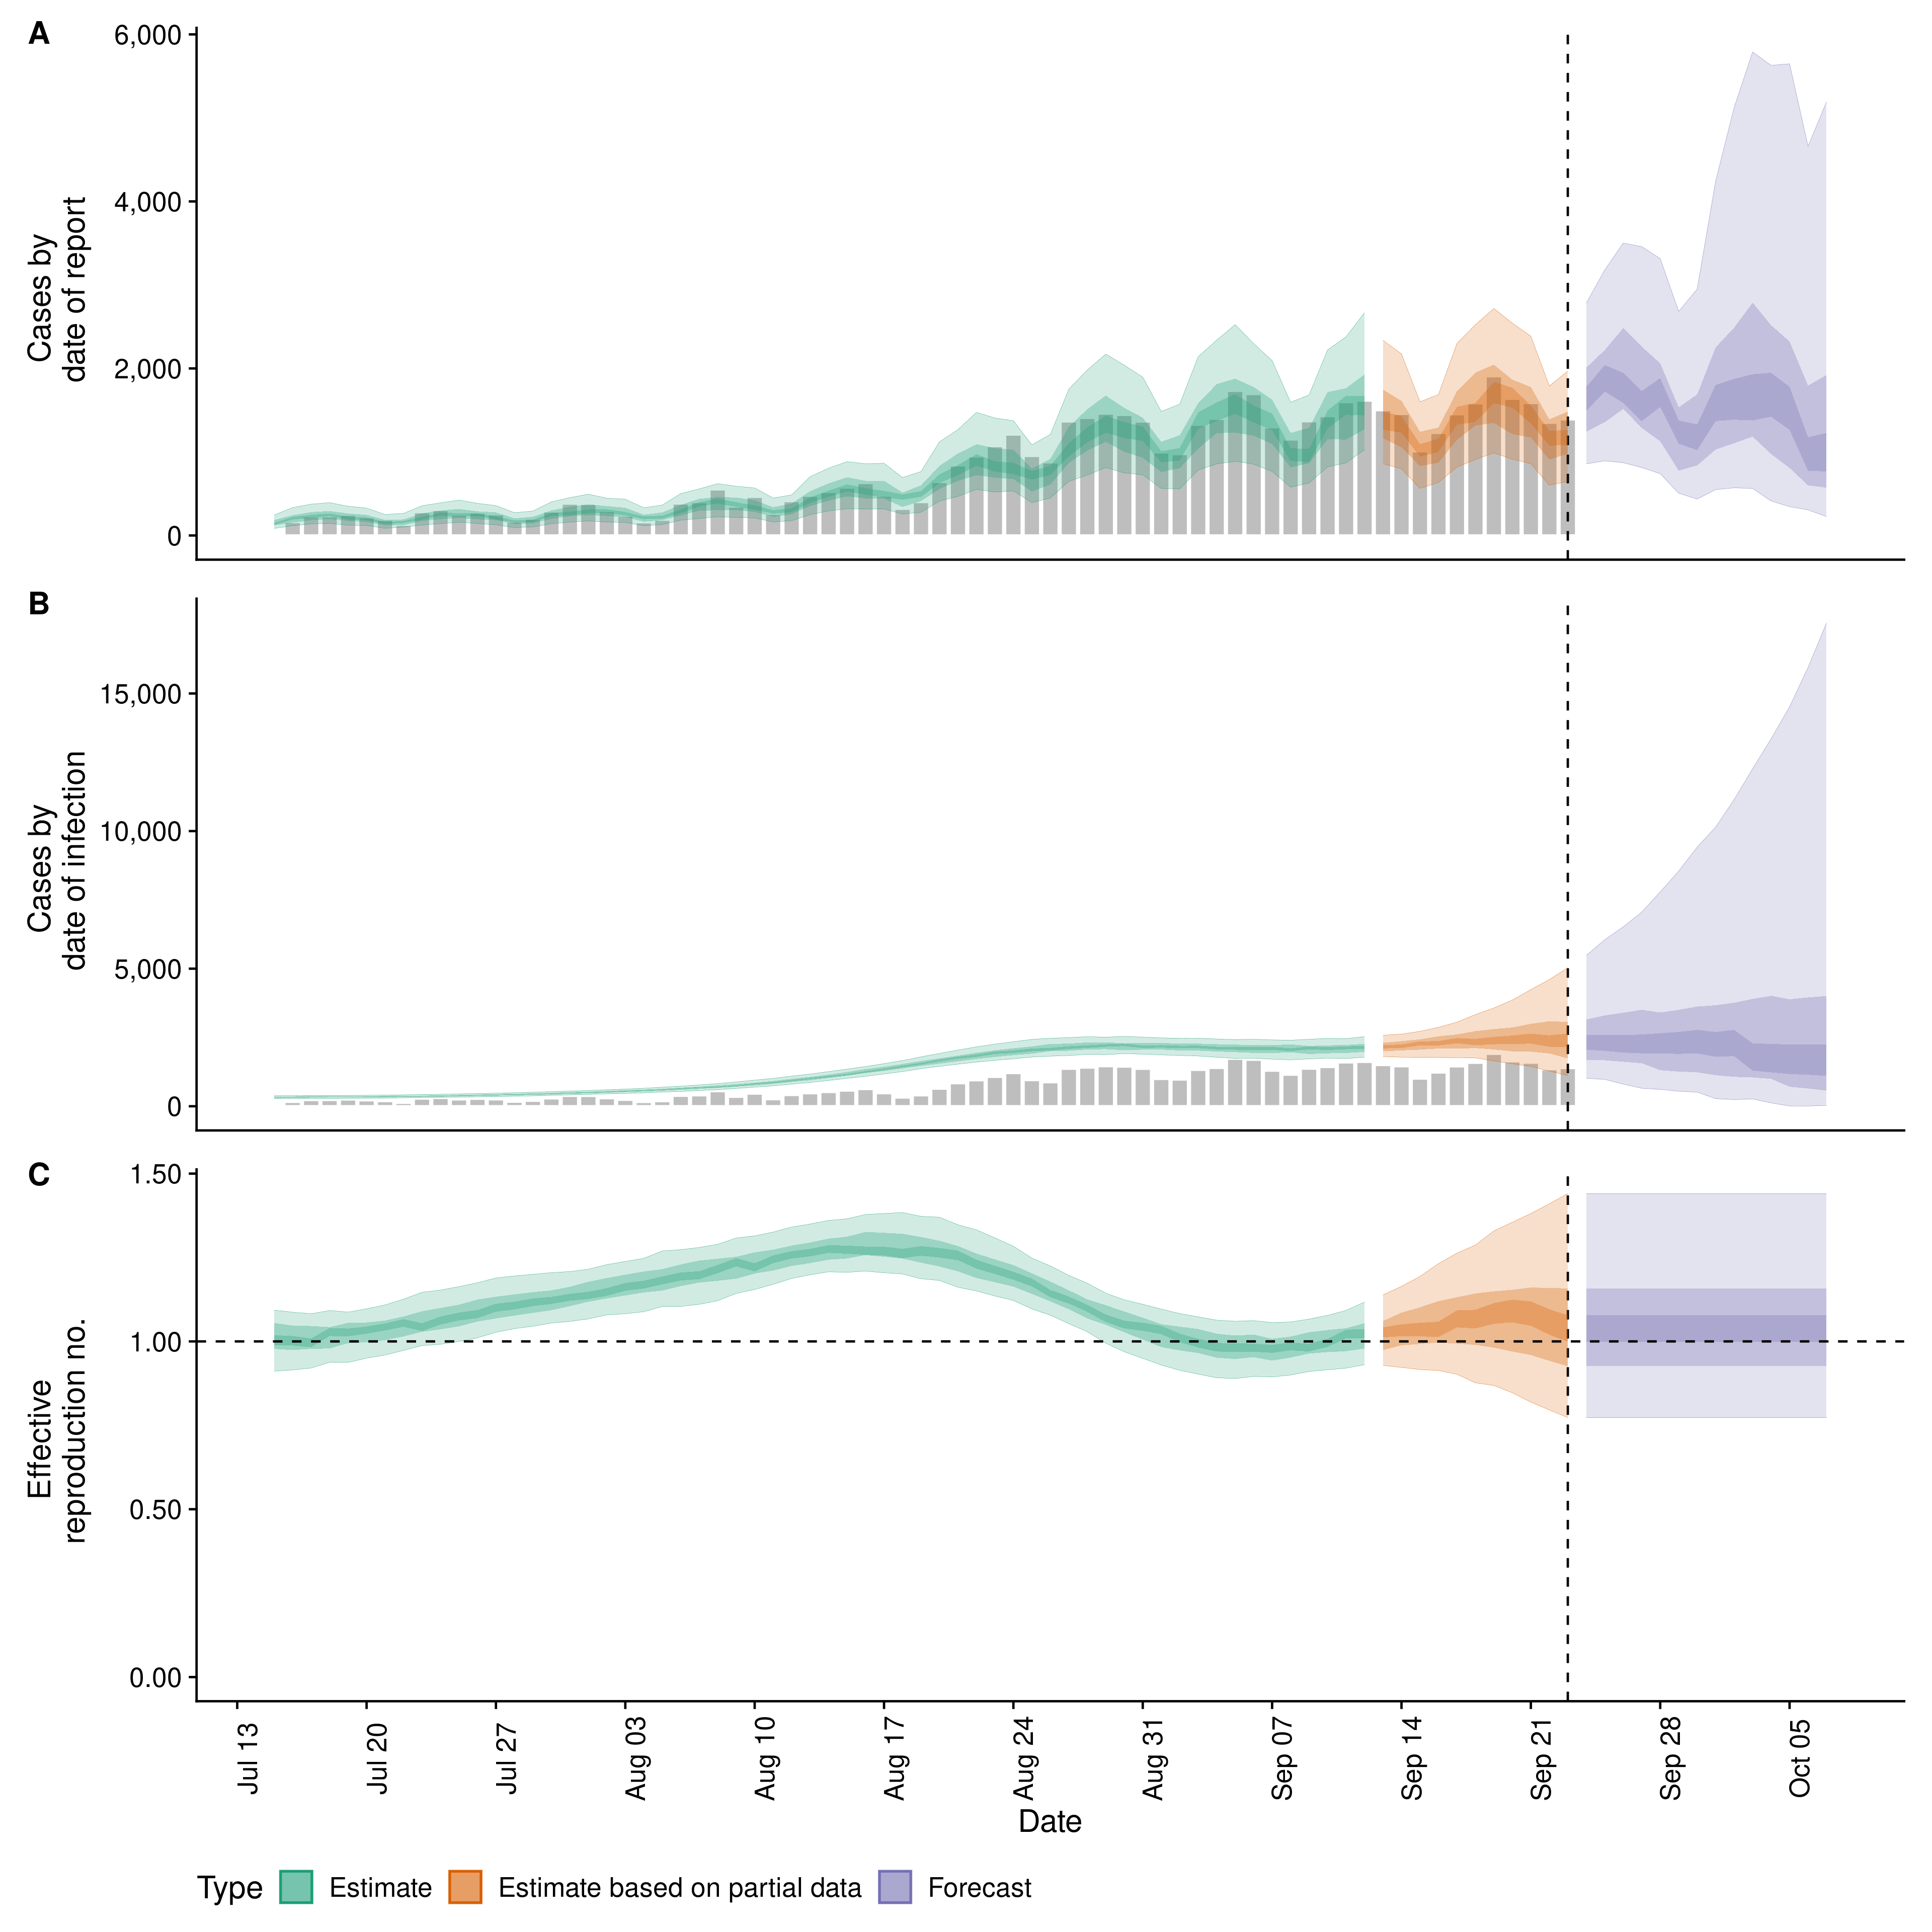 A
Cases by
date of report
6,000
4,000
2,000
0
B
Cases by
date of infection
15,000
10,000
5,000
0
C
Effective
reproduction no.
1.50
1.00
0.50
0.00
Jul 13
Jul 20
Jul 27
Aug 03
Aug 10
Aug 17
Aug 24
Aug 31
Sep 07
Sep 14
Sep 21
Sep 28
Oct 05
Date
Type Estimate Estimate based on partial data Forecast